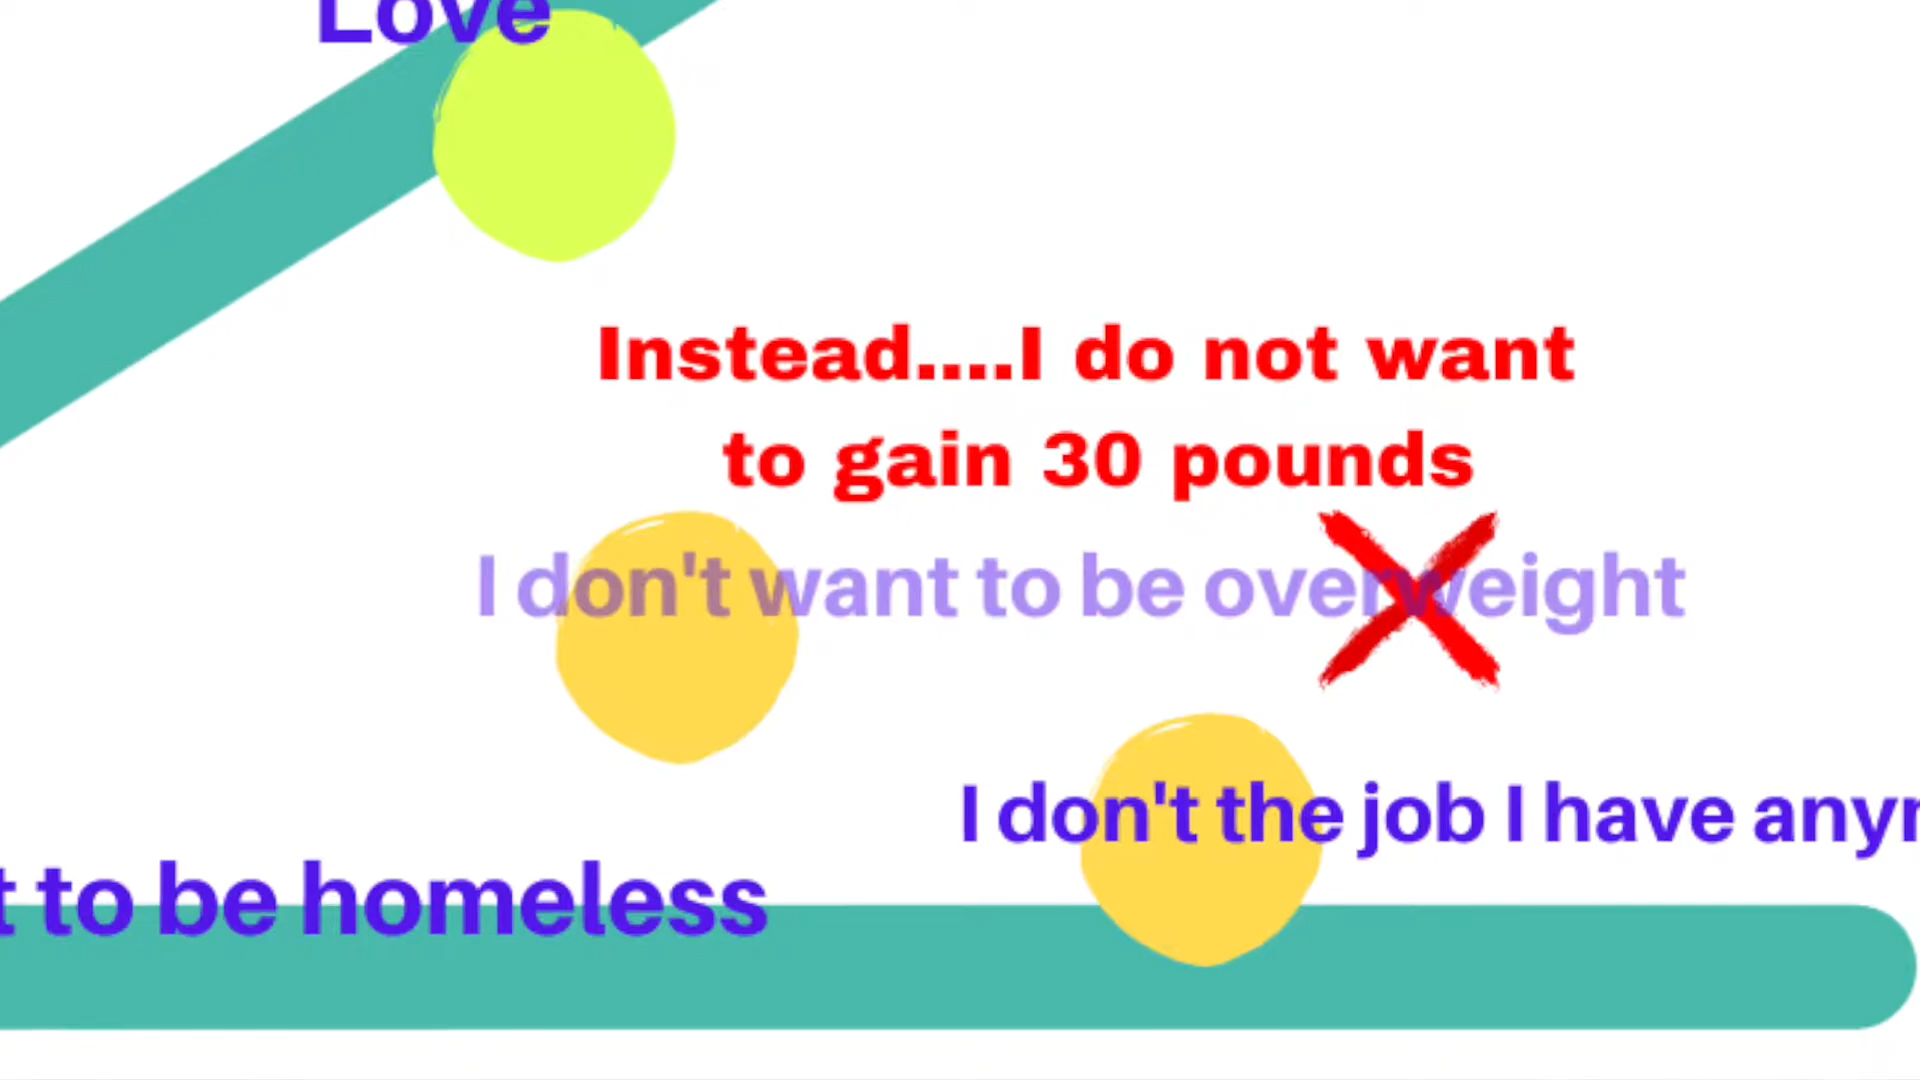 Love
Instead....I do not want
to gain 30 pounds
I don't want to be overweight
I don't the job I have
to be homeless